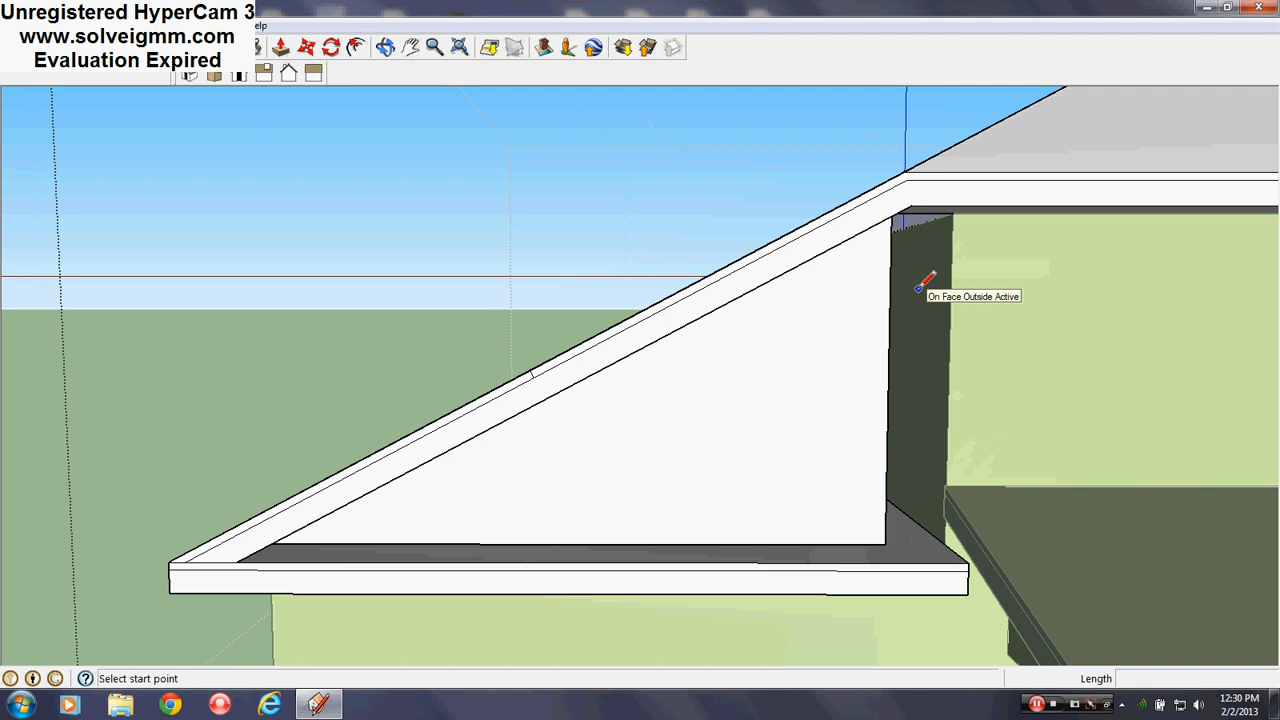 Unregistered HyperCam 3
www.solveigmm.com
Evaluation Expired
elp
On Face Outside Active
Select start point
Length
12:30 PM
2/2/2013